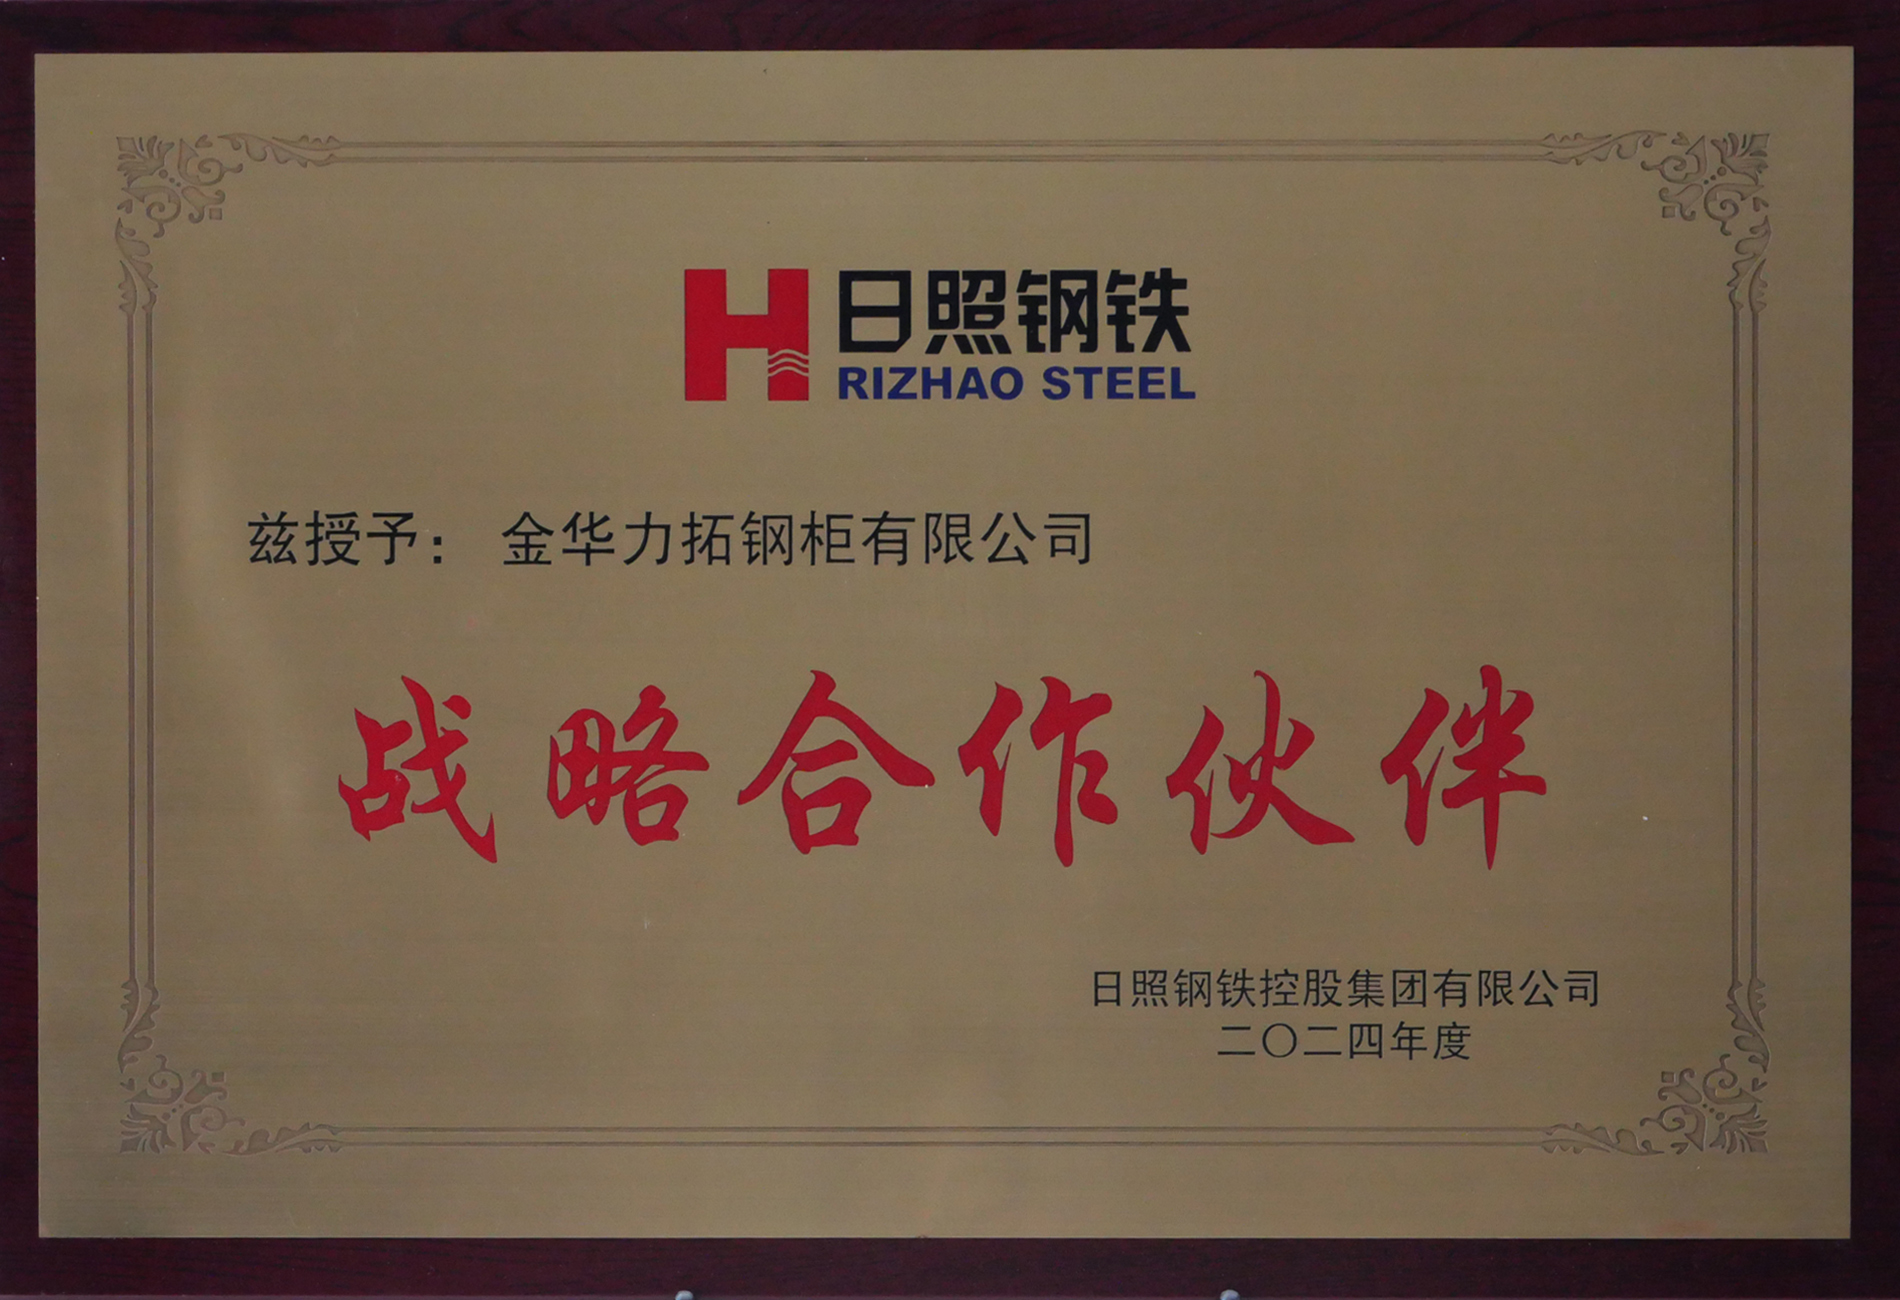 日照钢铁
RIZHAO STEEL
兹授予： 金华力拓钢柜有限公司
战略合作伙伴
日照钢铁控股集团有限公司
二〇二四年度